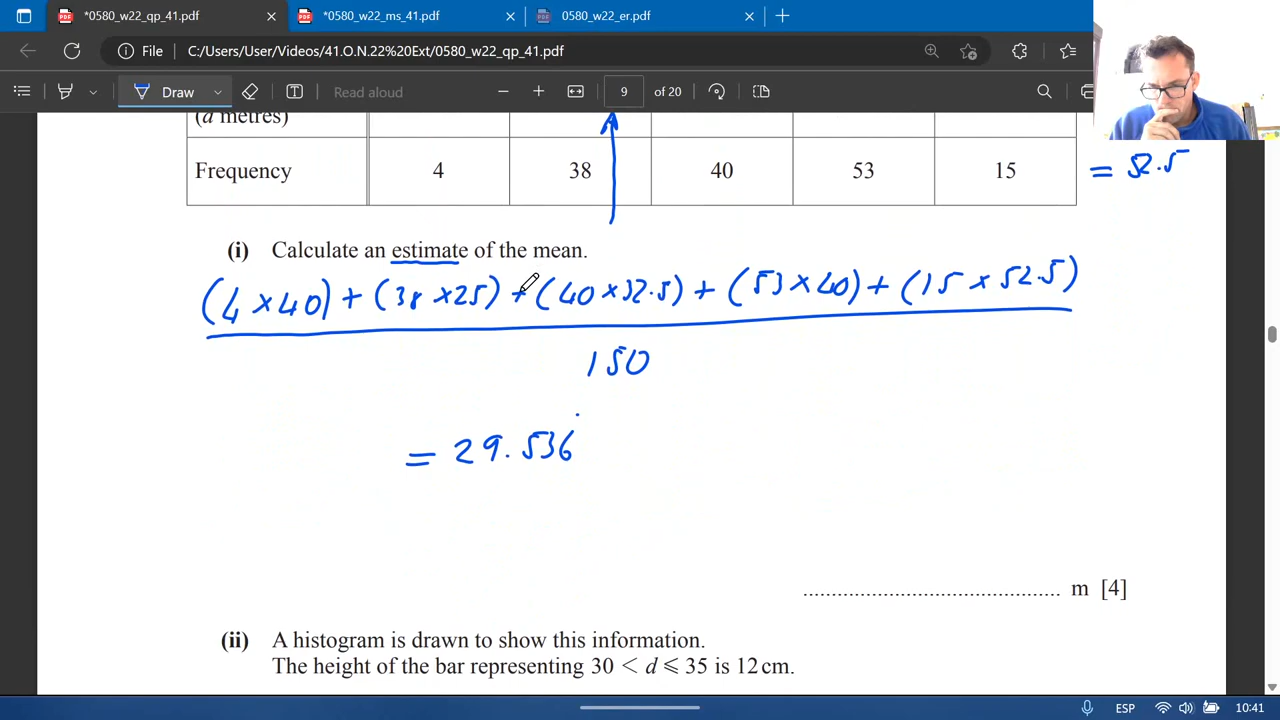 *0580_w22_qp_41.pdf
*0580_w22_ms_41.pdf
0580_w22_er.pdf
File
C:/Users/User/Videos/41.O.N.22%20Ext/0580_w22_qp_41.pdf
Draw
Read aloud
9 of 20
(d metres)
Frequency 4 38 40 53 15
= 52.5
(i) Calculate an estimate of the mean.
(4 × 40) + (38 × 25) + (40 × 32.5) + (53 × 40) + (15 × 52.5)
150
= 29.536
m [4]
(ii) A histogram is drawn to show this information.
The height of the bar representing 30 < d ⩽ 35 is 12 cm.
ESP
10:41